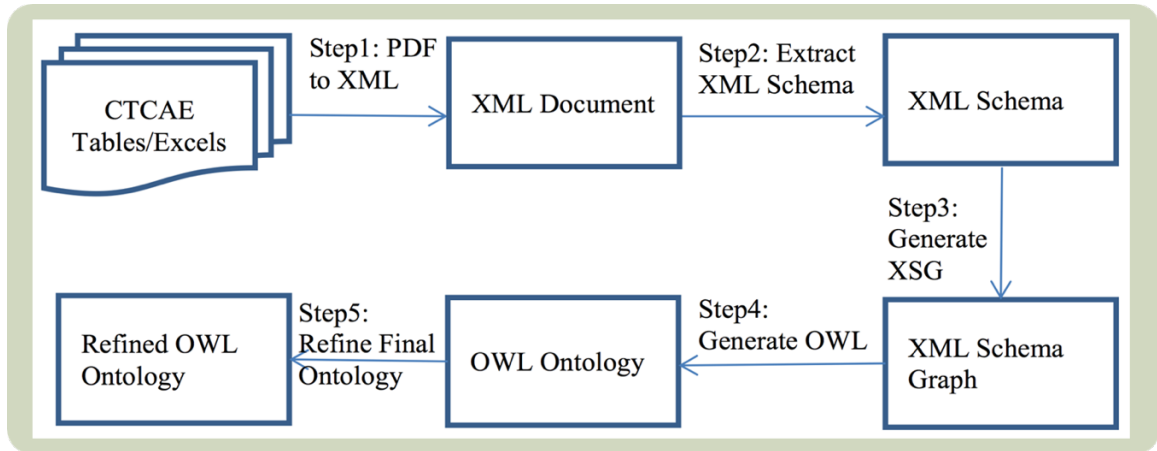 CTCAE
Tables/Excels
Step1: PDF
to XML
XML Document
Step2: Extract
XML Schema
XML Schema
Step3:
Generate
XSG
XML Schema
Graph
Step4:
Generate OWL
OWL Ontology
Step5:
Refine Final
Ontology
Refined OWL
Ontology